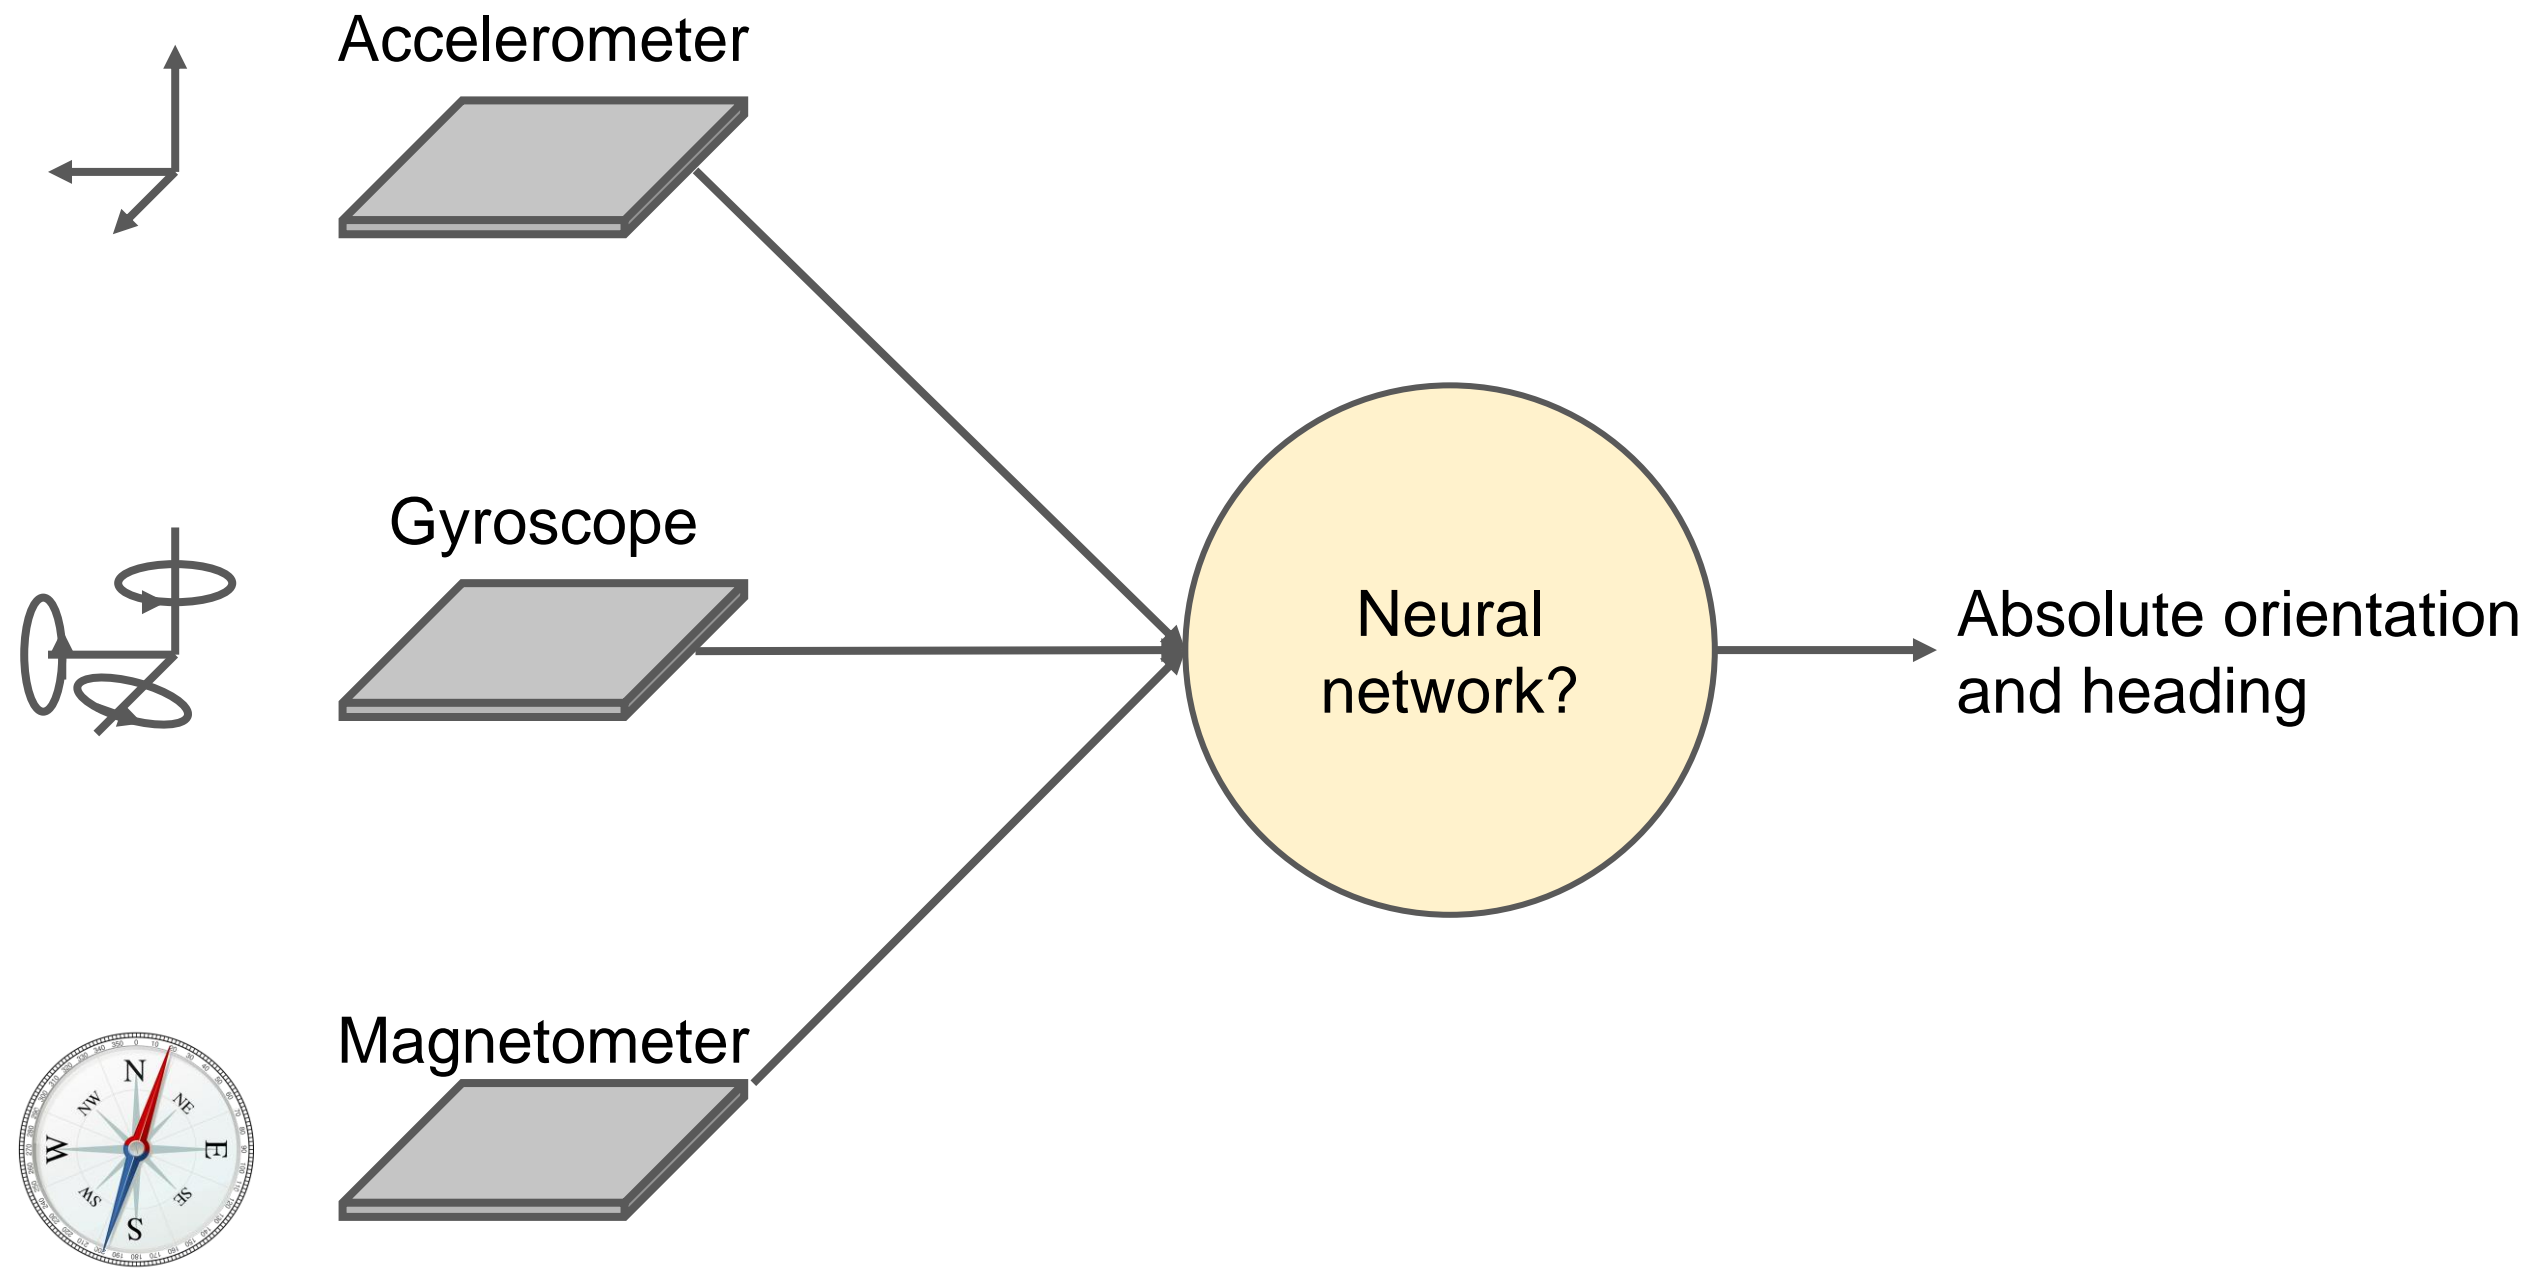 Accelerometer
Gyroscope
Neural
network?
Absolute orientation
and heading
Magnetometer
N
NW
NE
W
E
SW
SE
S